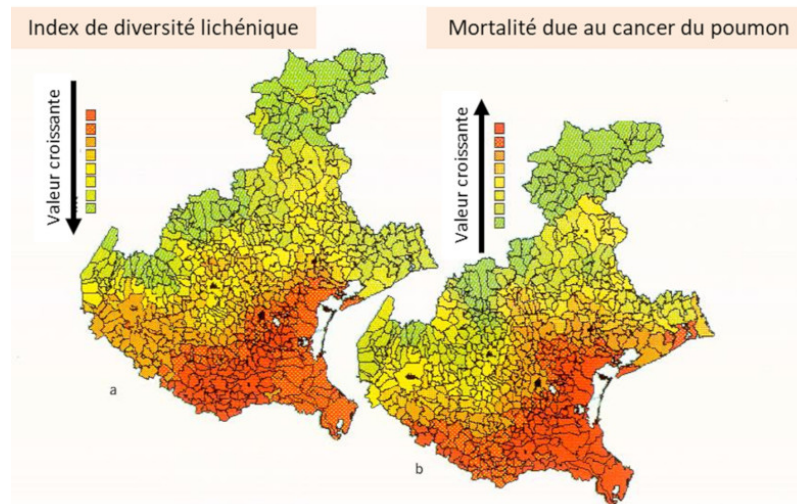 Index de diversité lichénique
Mortalité due au cancer du poumon
Valeur croissante
Valeur croissante
a
b